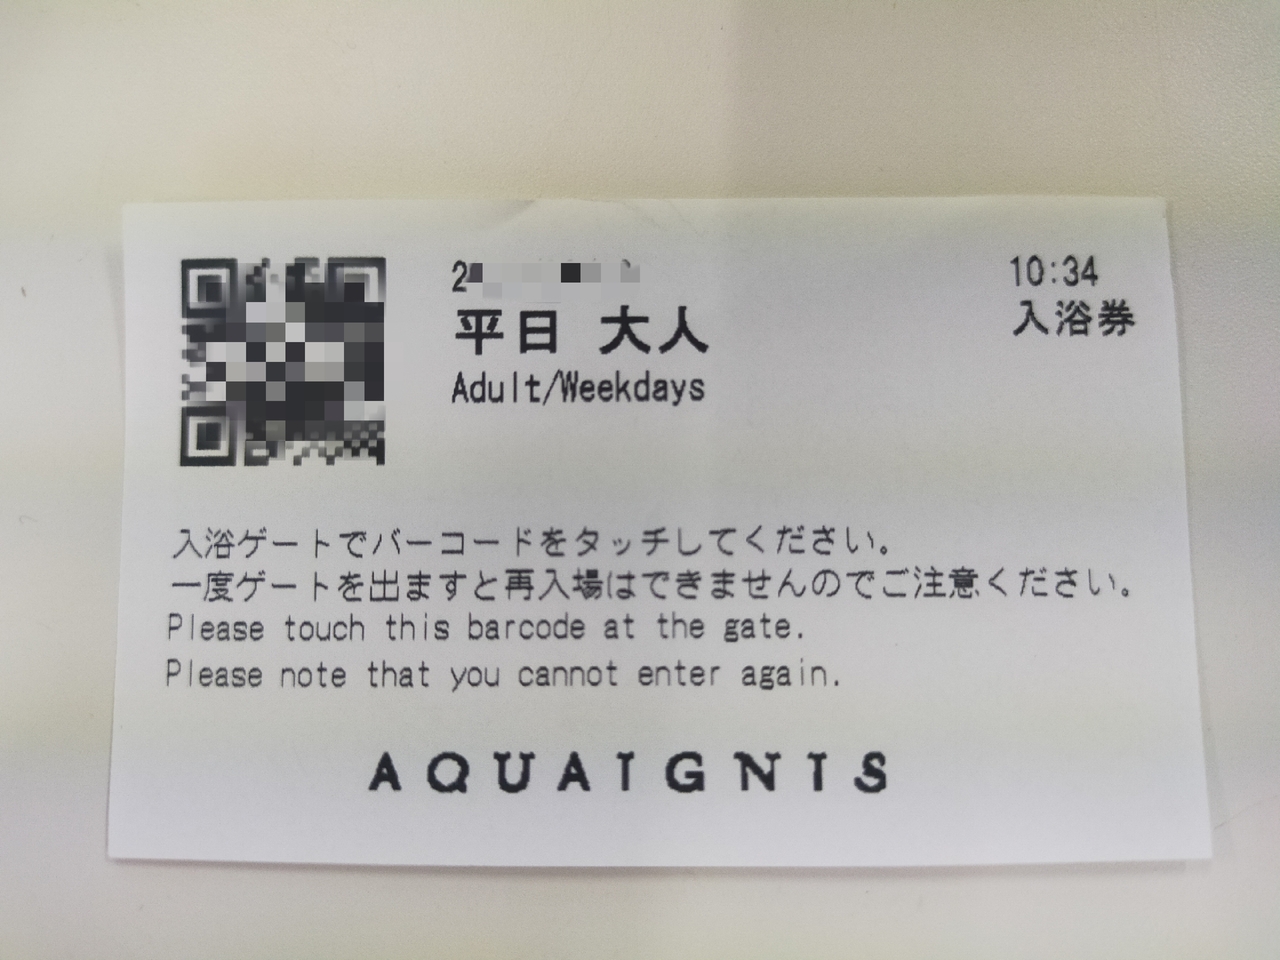 10:34
平日 大人
入浴券
Adult/Weekdays
入浴ゲートでバーコードをタッチしてください。
一度ゲートを出ますと再入場はできませんのでご注意ください。
Please touch this barcode at the gate.
Please note that you cannot enter again.
AQUAIGNIS